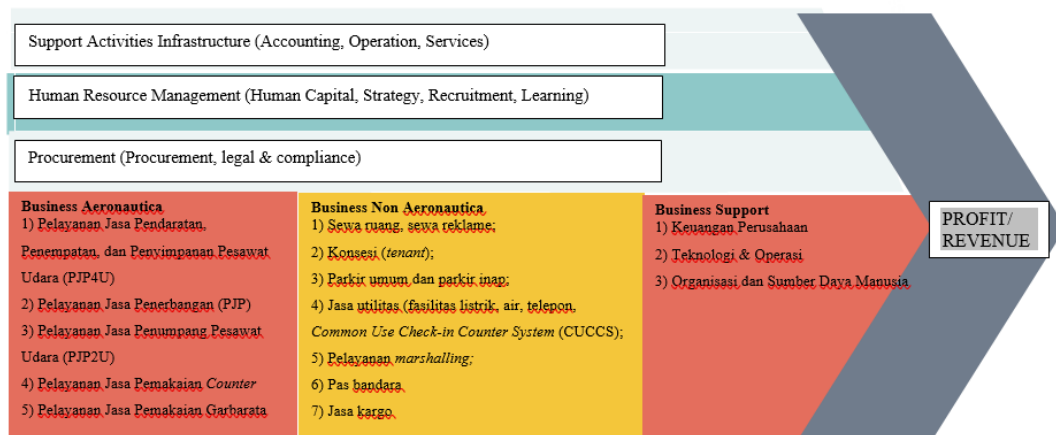 Support Activities Infrastructure (Accounting, Operation, Services)
Human Resource Management (Human Capital, Strategy, Recruitment, Learning)
Procurement (Procurement, legal & compliance)
Business Aeronautica
1) Pelayanan Jasa Pendaratan,
Penempatan, dan Penyimpanan Pesawat
Udara (PJP4U)
2) Pelayanan Jasa Penerbangan (PJP)
3) Pelayanan Jasa Penumpang Pesawat
Udara (PJP2U)
4) Pelayanan Jasa Pemakaian Counter
5) Pelayanan Jasa Pemakaian Garbarata
Business Non Aeronautica
1) Sewa ruang, sewa reklame;
2) Konsesi (tenant);
3) Parkir umum dan parkir inap;
4) Jasa utilitas (fasilitas listrik, air, telepon,
Common Use Check-in Counter System (CUCCS);
5) Pelayanan marshalling;
6) Pas bandara
7) Jasa kargo
Business Support
1) Keuangan Perusahaan
2) Teknologi & Operasi
3) Organisasi dan Sumber Daya Manusia
PROFIT/
REVENUE